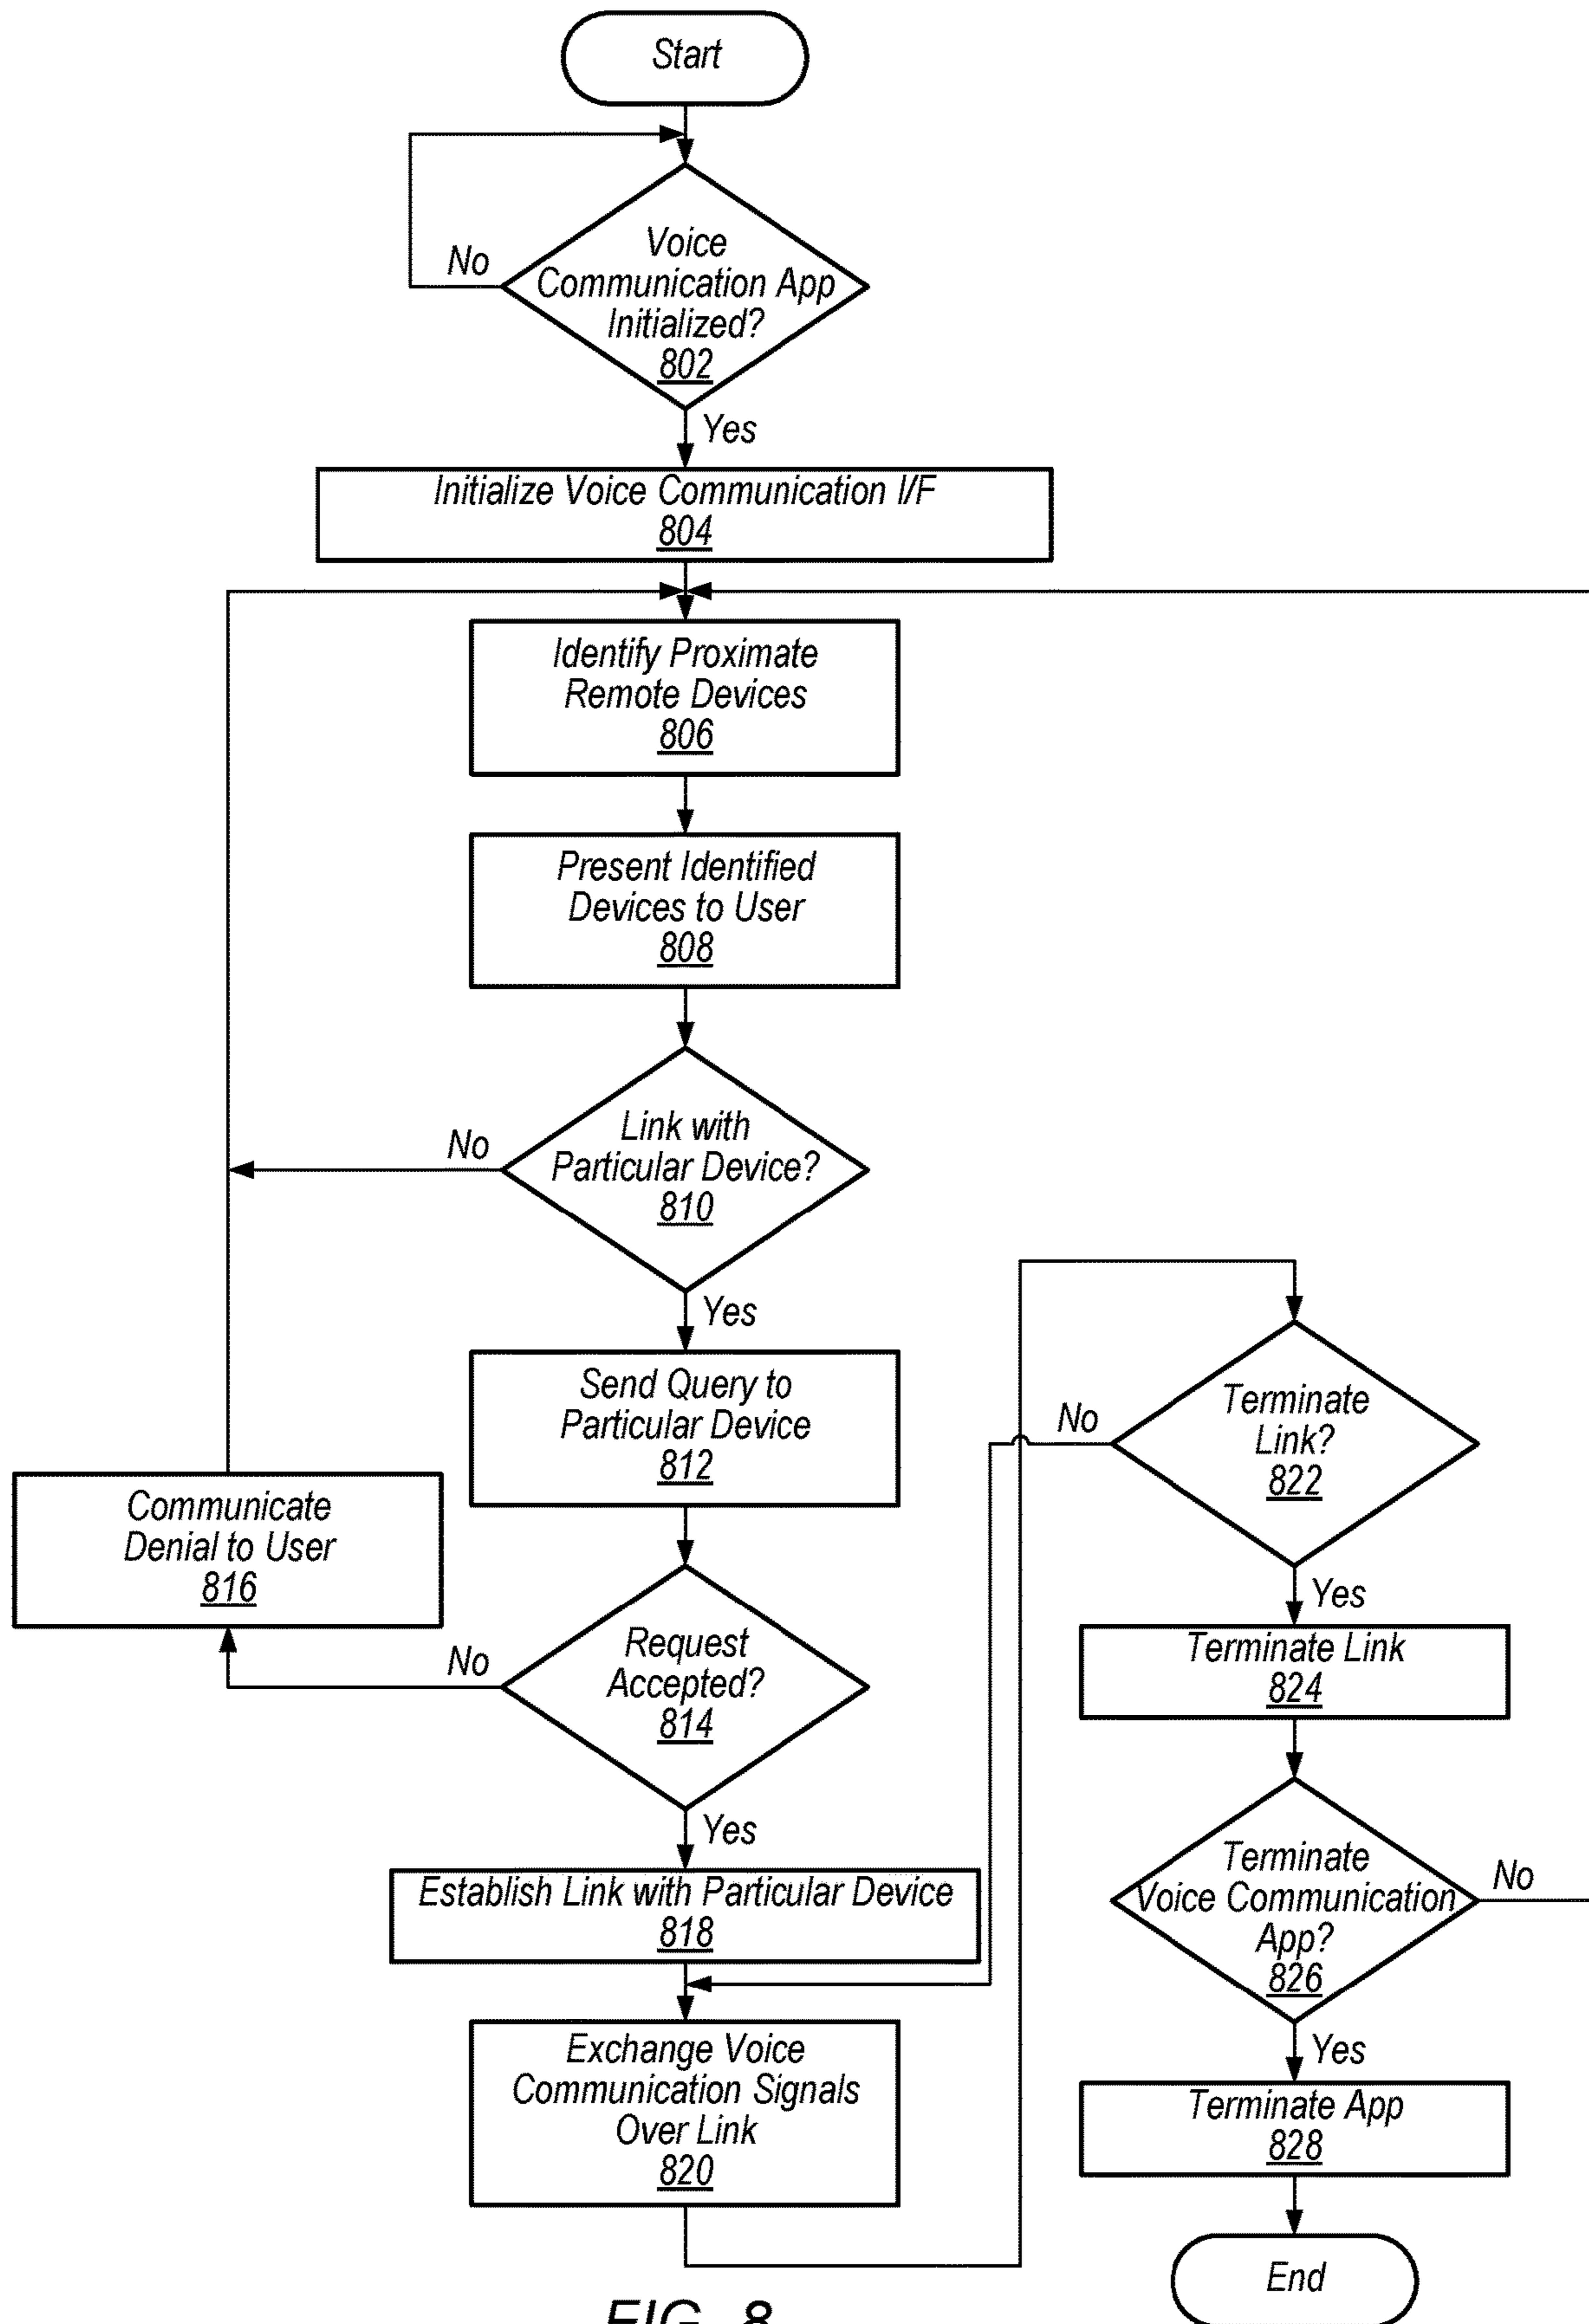 Start
Voice
Communication App
Initialized?
802
No
Yes
Initialize Voice Communication I/F
804
Identify Proximate
Remote Devices
806
Present Identified
Devices to User
808
Link with
Particular Device?
810
No
Yes
Send Query to
Particular Device
812
Communicate
Denial to User
816
Request
Accepted?
814
No
Yes
Establish Link with Particular Device
818
Exchange Voice
Communication Signals
Over Link
820
Terminate
Link?
822
No
Yes
Terminate Link
824
Terminate
Voice Communication
App?
826
No
Yes
Terminate App
828
End
FIG. 8